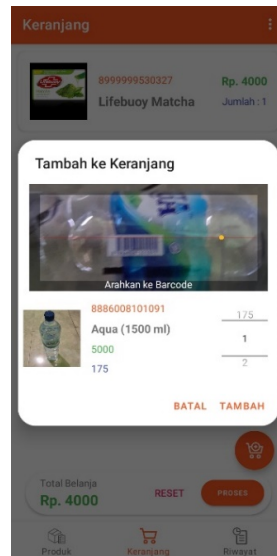 Keranjang
8999999530327
Rp. 4000
Lifebuoy Matcha
Jumlah : 1
Tambah ke Keranjang
Arahkan ke Barcode
8886008101091
Aqua (1500 ml)
5000
175
175
1
2
BATAL
TAMBAH
Total Belanja
Rp. 4000
RESET
PROSES
Produk
Keranjang
Riwayat